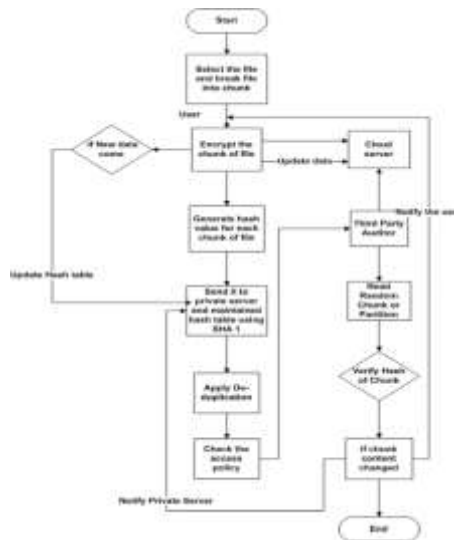 Start
Select the file
and break file
into chunk
User
If New data
come
Encrypt the
chunk of file
Cloud
server
Update data
Generate hash
value for each
chunk of file
Third Party
Auditor
Notify the use
Update Hash table
Send it to
private server
and maintained
hash table using
SHA 1
Read
Random
Chunk or
Partition
Verify Hash
of Chunk
Apply De-
duplication
Check the
access
policy
If chunk
content
changed
Notify Private Server
End